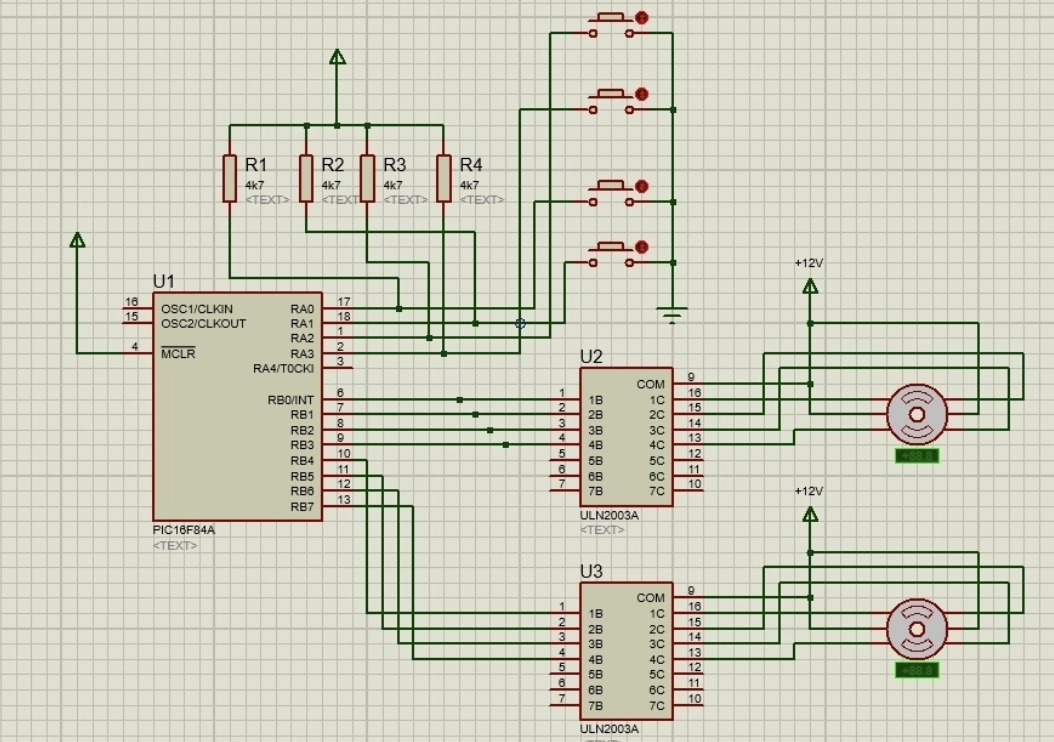 R1
4k7
<TEXT>
R2
4k7
<TEXT>
R3
4k7
<TEXT>
R4
4k7
<TEXT>
U1
16 OSC1/CLKIN RA0 17
15 OSC2/CLKOUT RA1 18
RA2 1
4 MCLR RA3 2
RA4/T0CKI 3
RB0/INT 6
RB1 7
RB2 8
RB3 9
RB4 10
RB5 11
RB6 12
RB7 13
PIC16F84A
<TEXT>
U2
COM 9
1 1B 1C 16
2 2B 2C 15
3 3B 3C 14
4 4B 4C 13
5 5B 5C 12
6 6B 6C 11
7 7B 7C 10
ULN2003A
<TEXT>
+12V
+88.8
U3
COM 9
1 1B 1C 16
2 2B 2C 15
3 3B 3C 14
4 4B 4C 13
5 5B 5C 12
6 6B 6C 11
7 7B 7C 10
ULN2003A
+12V
+88.8